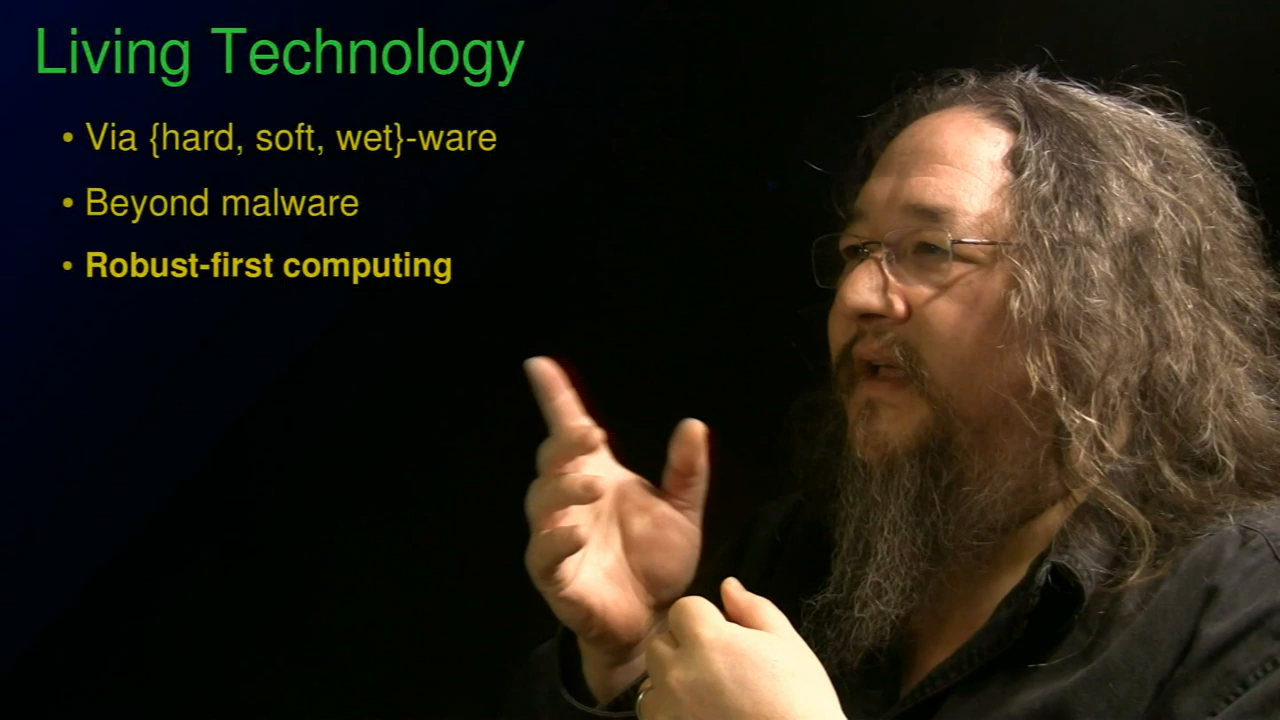 Living Technology
• Via {hard, soft, wet}-ware
• Beyond malware
• Robust-first computing